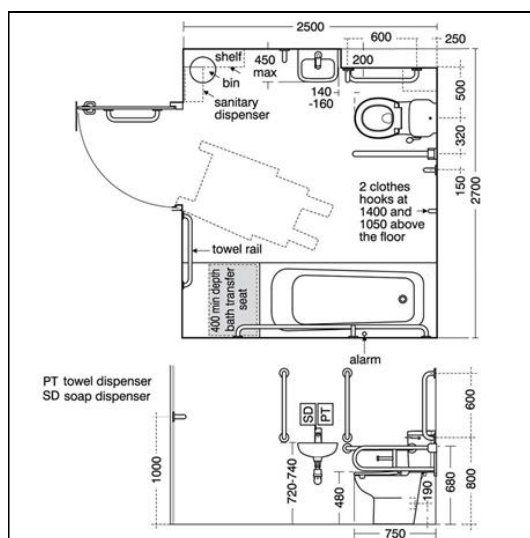 2500
600
250
shelf
450
max
200
bin
sanitary
dispenser
140
-160
500
320
150
2700
2 clothes
hooks at
1400 and
1050 above
the floor
towel rail
400 min depth
bath transfer
seat
alarm
PT towel dispenser
SD soap dispenser
SD
PT
1000
720-740
480
190
680
600
800
750